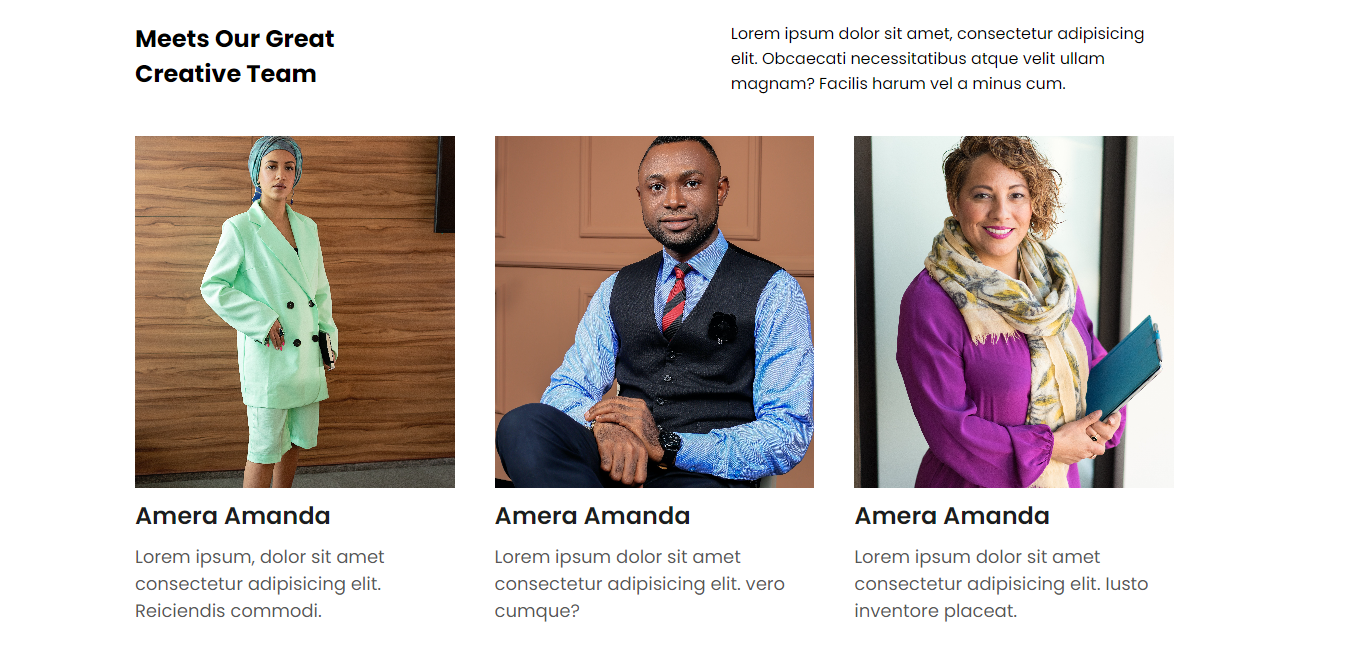 Meets Our Great
Creative Team
Lorem ipsum dolor sit amet, consectetur adipisicing
elit. Obcaecati necessitatibus atque velit ullam
magnam? Facilis harum vel a minus cum.
Amera Amanda
Lorem ipsum, dolor sit amet
consectetur adipisicing elit.
Reiciendis commodi.
Amera Amanda
Lorem ipsum dolor sit amet
consectetur adipisicing elit. vero
cumque?
Amera Amanda
Lorem ipsum dolor sit amet
consectetur adipisicing elit. Iusto
inventore placeat.